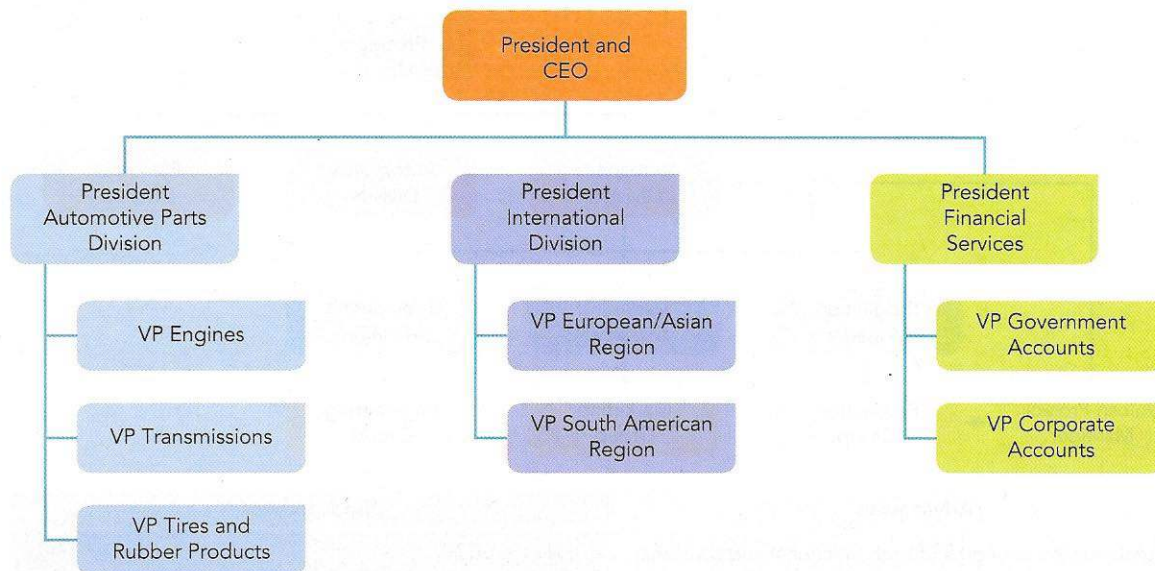 President and
CEO
President
Automotive Parts
Division
President
International
Division
President
Financial
Services
VP Engines
VP European/Asian
Region
VP Government
Accounts
VP Transmissions
VP South American
Region
VP Corporate
Accounts
VP Tires and
Rubber Products